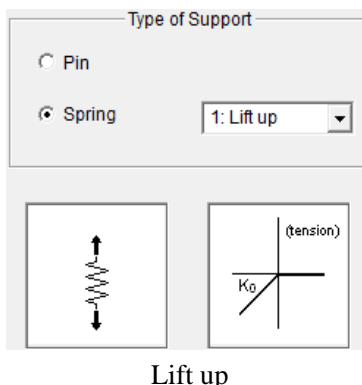 Type of Support
Pin
Spring
1: Lift up
(tension)
K0
Lift up